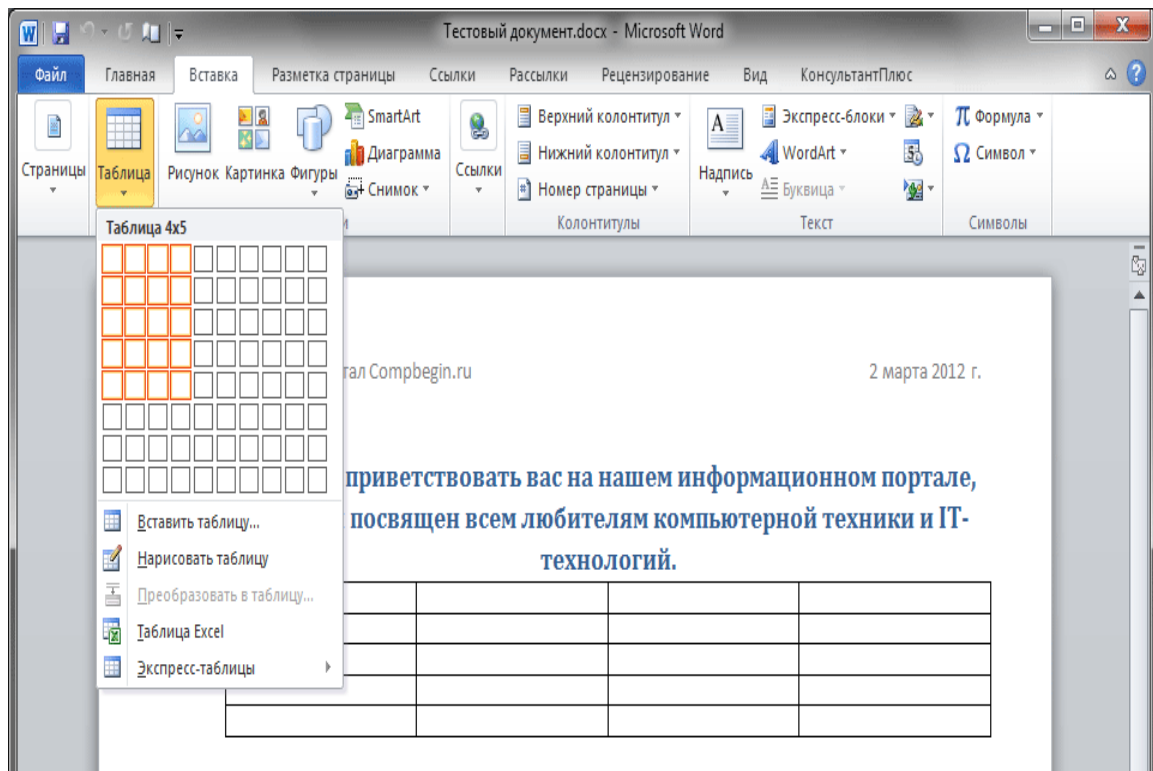 Тестовый документ.docx - Microsoft Word
Файл Главная Вставка Разметка страницы Ссылки Рассылки Рецензирование Вид КонсультантПлюс
Страницы
Таблица
Рисунок
Картинка
Фигуры
SmartArt
Диаграмма
Снимок
Ссылки
Верхний колонтитул
Нижний колонтитул
Номер страницы
Колонтитулы
Надпись
Экспресс-блоки
WordArt
Буквица
Текст
π Формула
Ω Символ
Символы
Таблица 4x5
Вставить таблицу...
Нарисовать таблицу
Преобразовать в таблицу...
Таблица Excel
Экспресс-таблицы
Compbegin.ru 2 марта 2012 г.
приветствовать вас на нашем информационном портале,
посвящен всем любителям компьютерной техники и IT-
технологий.